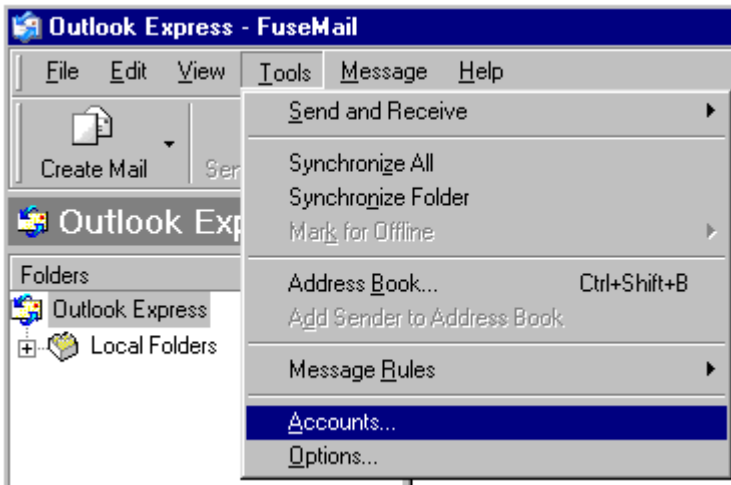 Outlook Express - FuseMail
File Edit View Tools Message Help
Create Mail
Send and Receive
Synchronize All
Synchronize Folder
Mark for Offline
Address Book... Ctrl+Shift+B
Add Sender to Address Book
Message Rules
Accounts...
Options...
Outlook Exp
Folders
Outlook Express
Local Folders